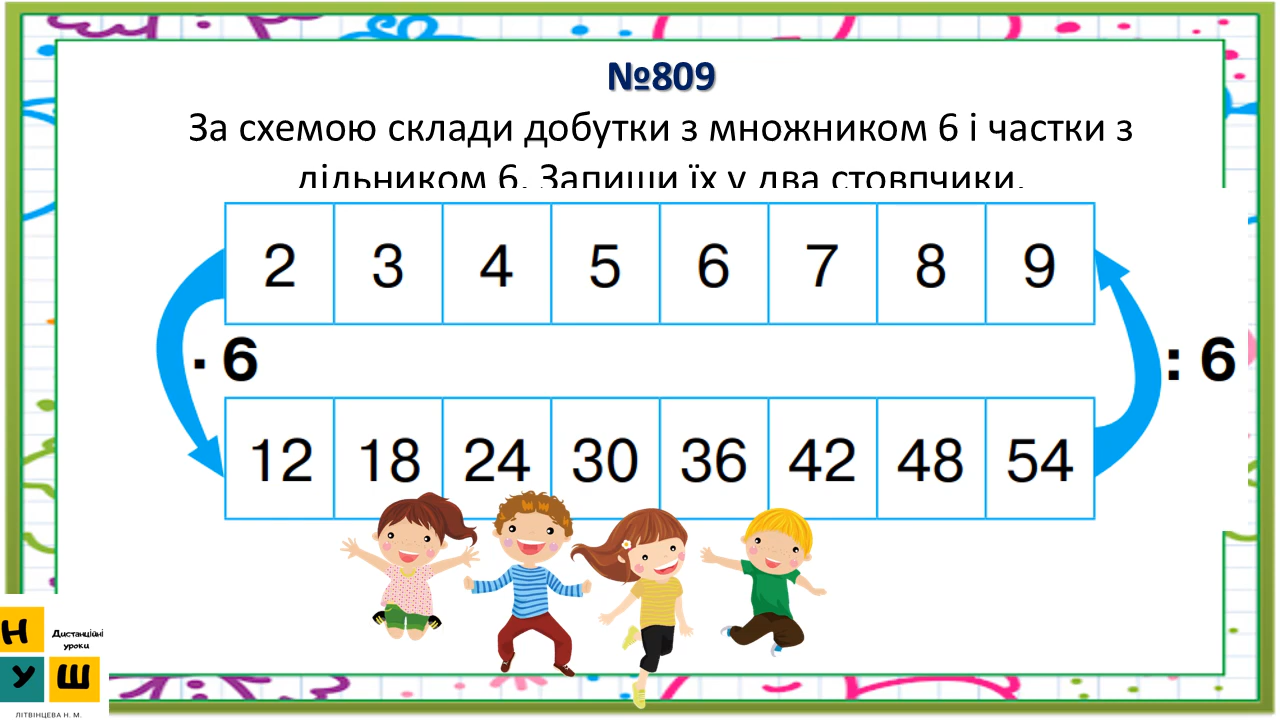 №809
За схемою склади добутки з множником 6 і частки з
дільником 6. Запиши їх у два стовпчики.
2 3 4 5 6 7 8 9
· 6 : 6
12 18 24 30 36 42 48 54
Н Дистанційні
уроки
У Ш
ЛІТВІНЦЕВА Н. М.